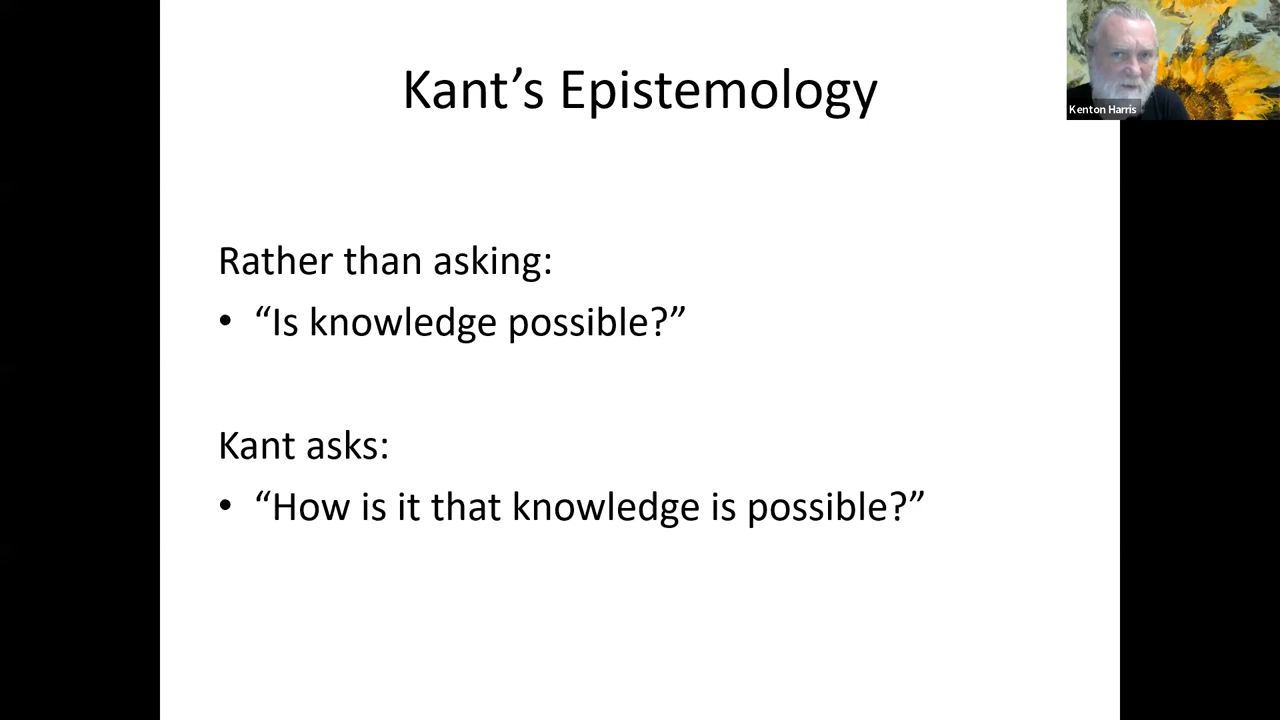 Kant’s Epistemology
Kenton Harris
Rather than asking:
• “Is knowledge possible?”
Kant asks:
• “How is it that knowledge is possible?”